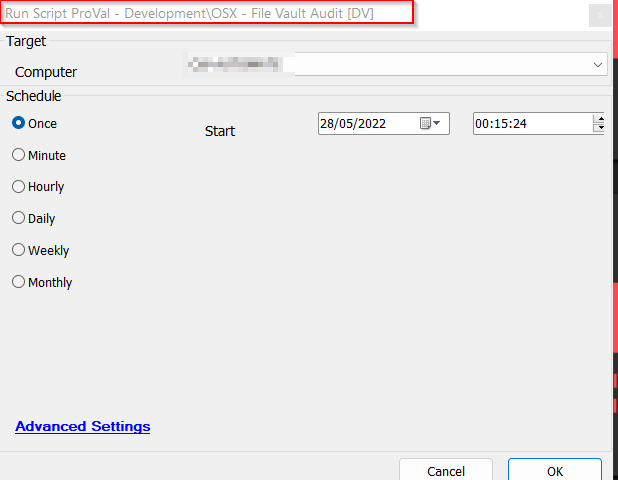 Run Script ProVal - Development\OSX - File Vault Audit [DV]
Target
Computer
Schedule
Once
Start
28/05/2022
00:15:24
Minute
Hourly
Daily
Weekly
Monthly
Advanced Settings
Cancel
OK